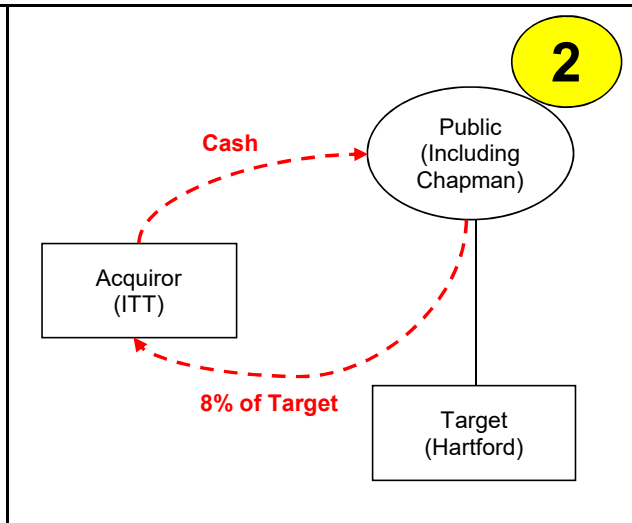 2
Public
(Including
Chapman)
Cash
Acquiror
(ITT)
8% of Target
Target
(Hartford)